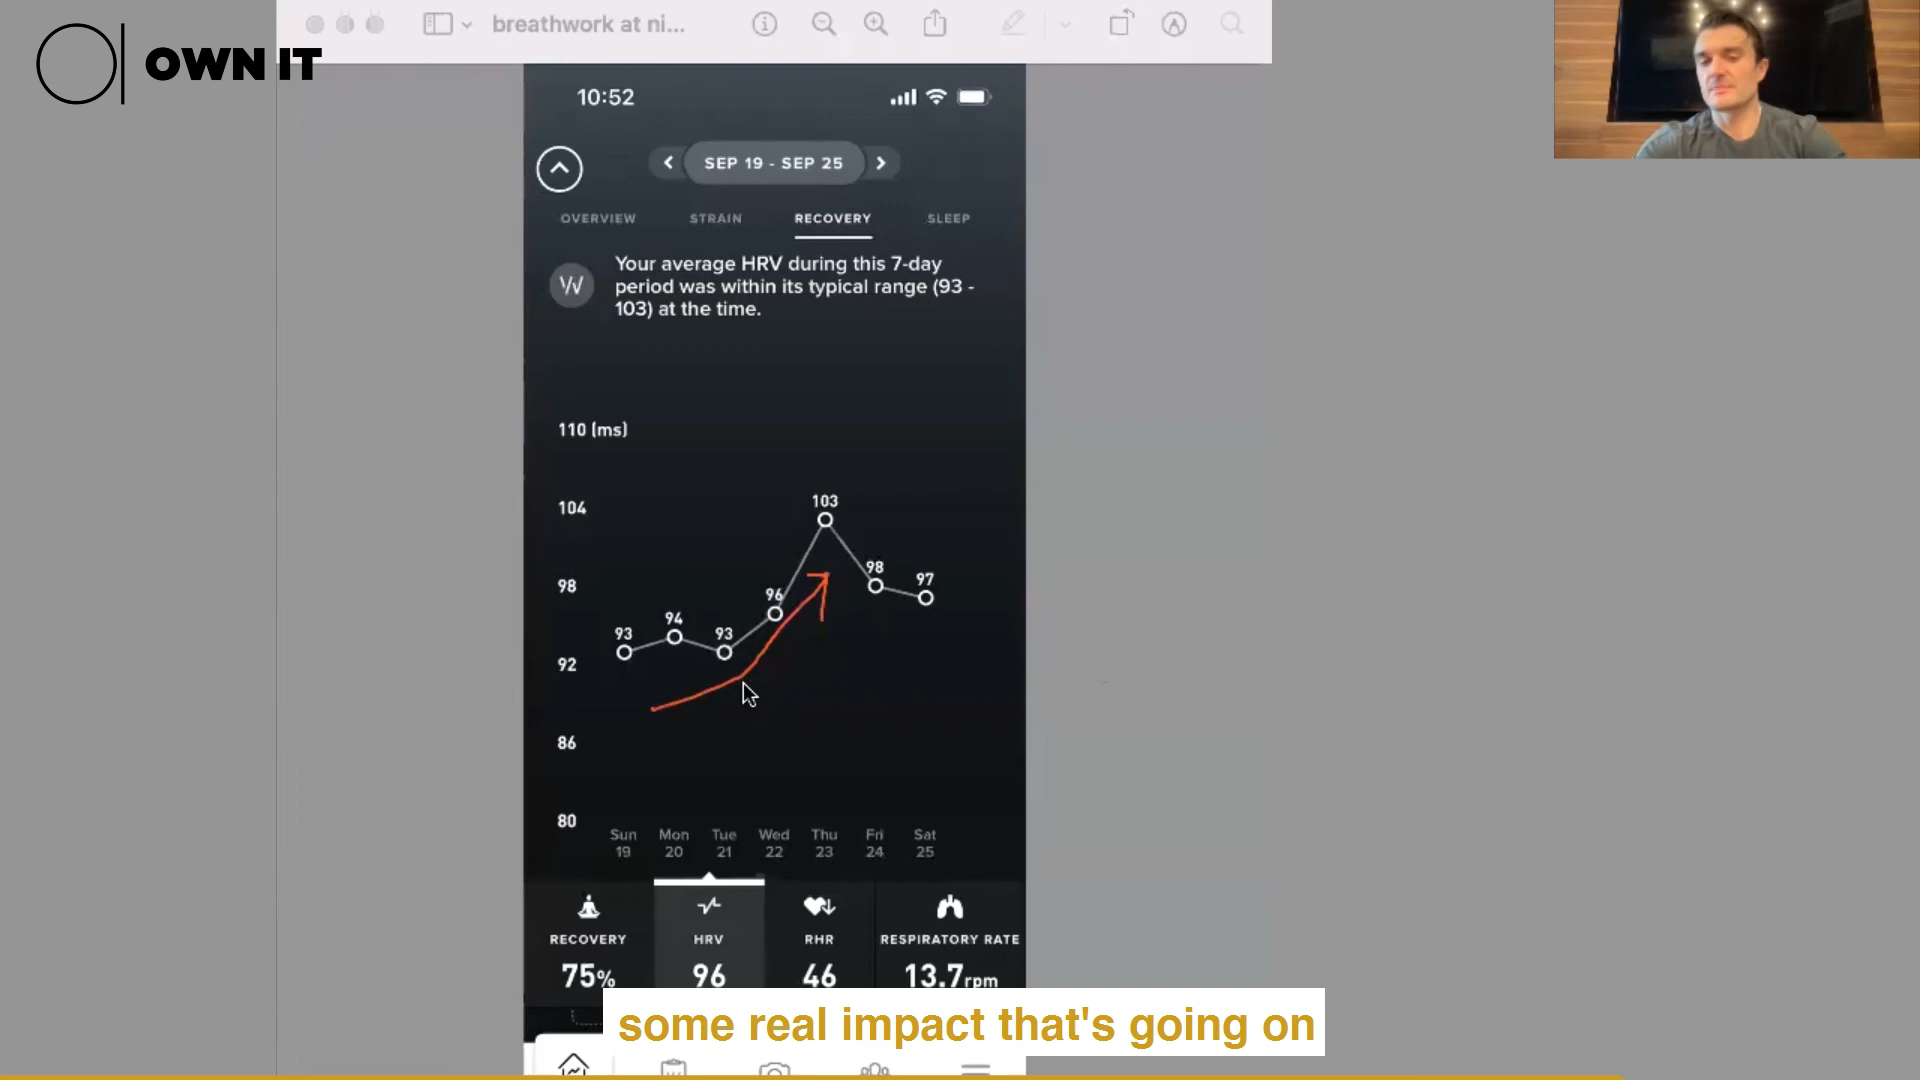 OWN IT
breathwork at ni...
10:52
SEP 19 - SEP 25
OVERVIEW
STRAIN
RECOVERY
SLEEP
Your average HRV during this 7-day
period was within its typical range (93 -
103) at the time.
110 (ms)
104
98
92
86
80
93
94
93
96
103
98
97
Sun
19
Mon
20
Tue
21
Wed
22
Thu
23
Fri
24
Sat
25
RECOVERY
75%
HRV
96
RHR
46
RESPIRATORY RATE
13.7rpm
some real impact that's going on